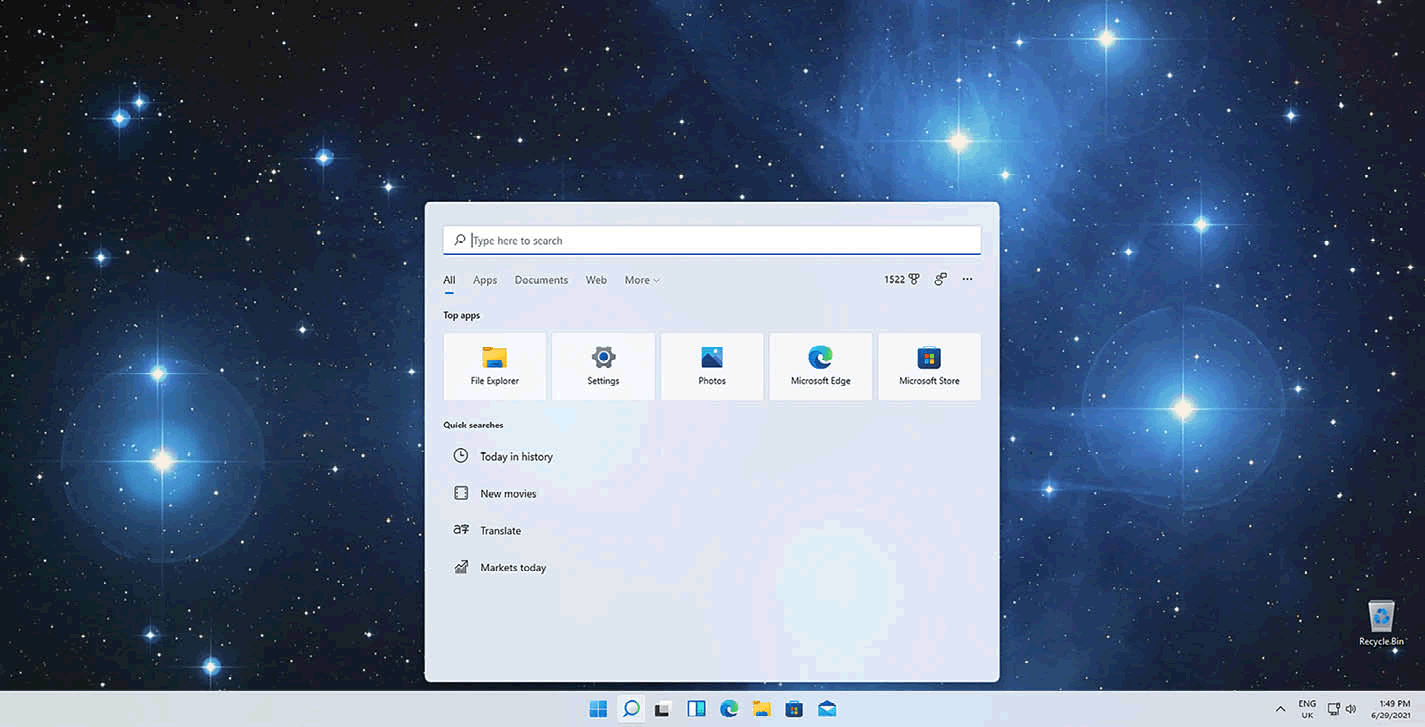 Type here to search
All Apps Documents Web More
1522
Top apps
File Explorer Settings Photos Microsoft Edge Microsoft Store
Quick searches
Today in history
New movies
Translate
Markets today
Recycle Bin
ENG 1:49 PM
UK 6/29/2021